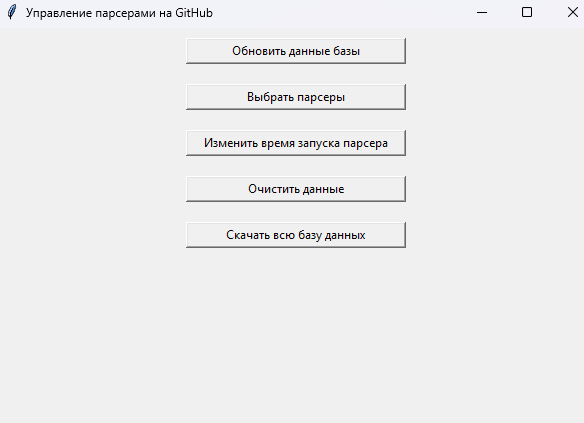 Управление парсерами на GitHub
Обновить данные базы
Выбрать парсеры
Изменить время запуска парсера
Очистить данные
Скачать всю базу данных